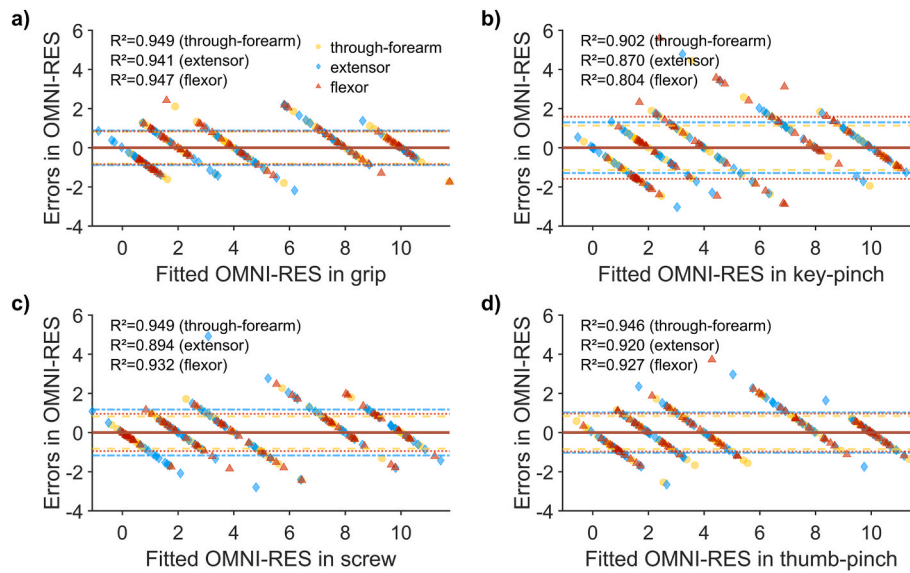 a)
R²=0.949 (through-forearm)
R²=0.941 (extensor)
R²=0.947 (flexor)
through-forearm
extensor
flexor
Errors in OMNI-RES
6
4
2
0
-2
-4
0 2 4 6 8 10
Fitted OMNI-RES in grip
b)
R²=0.902 (through-forearm)
R²=0.870 (extensor)
R²=0.804 (flexor)
Errors in OMNI-RES
6
4
2
0
-2
-4
0 2 4 6 8 10
Fitted OMNI-RES in key-pinch
c)
R²=0.949 (through-forearm)
R²=0.894 (extensor)
R²=0.932 (flexor)
Errors in OMNI-RES
6
4
2
0
-2
-4
0 2 4 6 8 10
Fitted OMNI-RES in screw
d)
R²=0.946 (through-forearm)
R²=0.920 (extensor)
R²=0.927 (flexor)
Errors in OMNI-RES
6
4
2
0
-2
-4
0 2 4 6 8 10
Fitted OMNI-RES in thumb-pinch